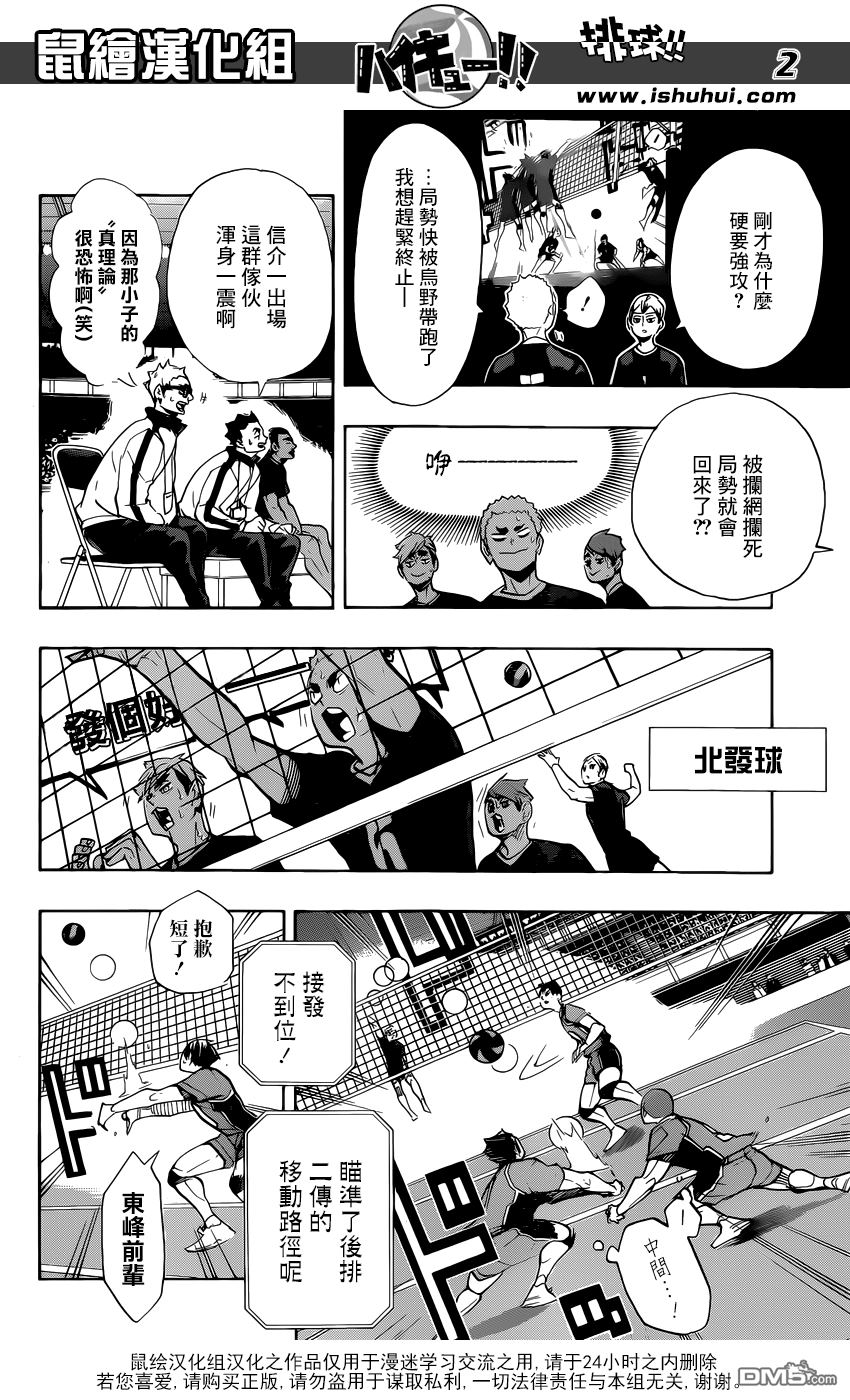 鼠繪漢化組
ハイキュー!!
排球!!
2
www.ishuhui.com
剛才為什麼
硬要強攻?
!
…局勢快被烏野帶跑了
我想趕緊終止—
信介一出場
這群傢伙
渾身一震啊
因為那小子的
〝真理論〞
很恐怖啊(笑)
被攔網攔死
局勢就會
回來了??
咿
北發球
發個好
中間…!
瞄準了後排
二傳的
移動路徑呢
接發
不到位!
抱歉
短了!
東峰前輩
鼠绘汉化组汉化之作品仅用于漫迷学习交流之用, 请于24小时之内删除
若您喜爱, 请购买正版, 请勿盗用于谋取私利, 一切法律责任与本组无关, 谢谢。
DM5.com